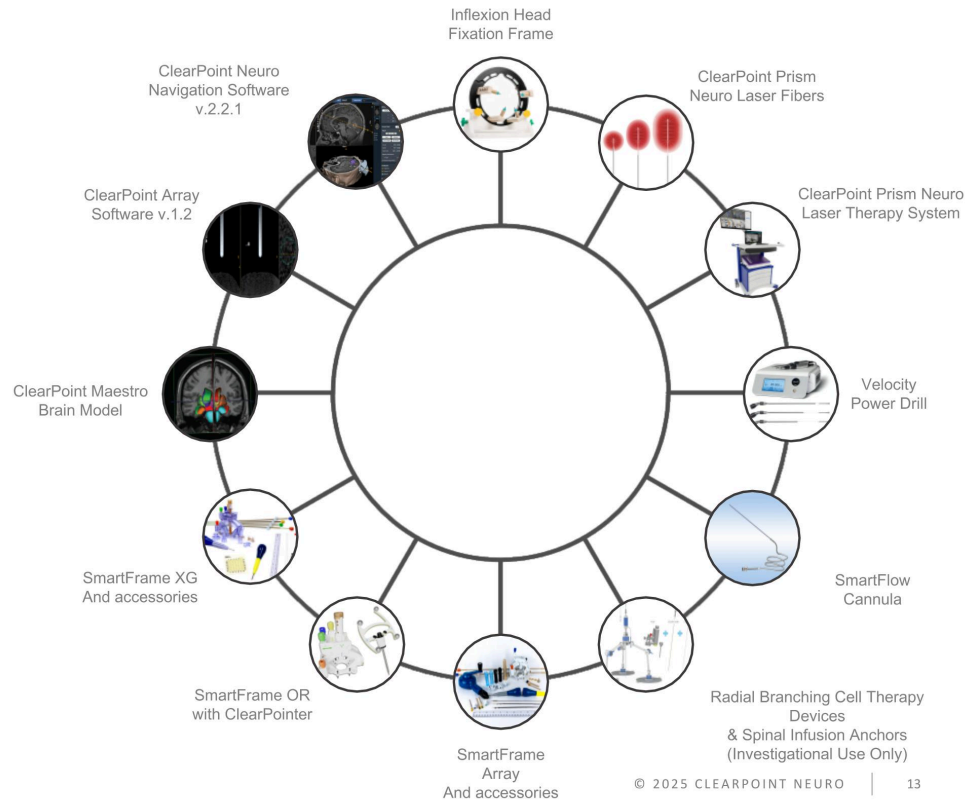 Inflexion Head
Fixation Frame
ClearPoint Prism
Neuro Laser Fibers
ClearPoint Prism Neuro
Laser Therapy System
Velocity
Power Drill
SmartFlow
Cannula
Radial Branching Cell Therapy
Devices
& Spinal Infusion Anchors
(Investigational Use Only)
SmartFrame
Array
And accessories
SmartFrame OR
with ClearPointer
SmartFrame XG
And accessories
ClearPoint Maestro
Brain Model
ClearPoint Array
Software v.1.2
ClearPoint Neuro
Navigation Software
v.2.2.1
© 2025 CLEARPOINT NEURO
13